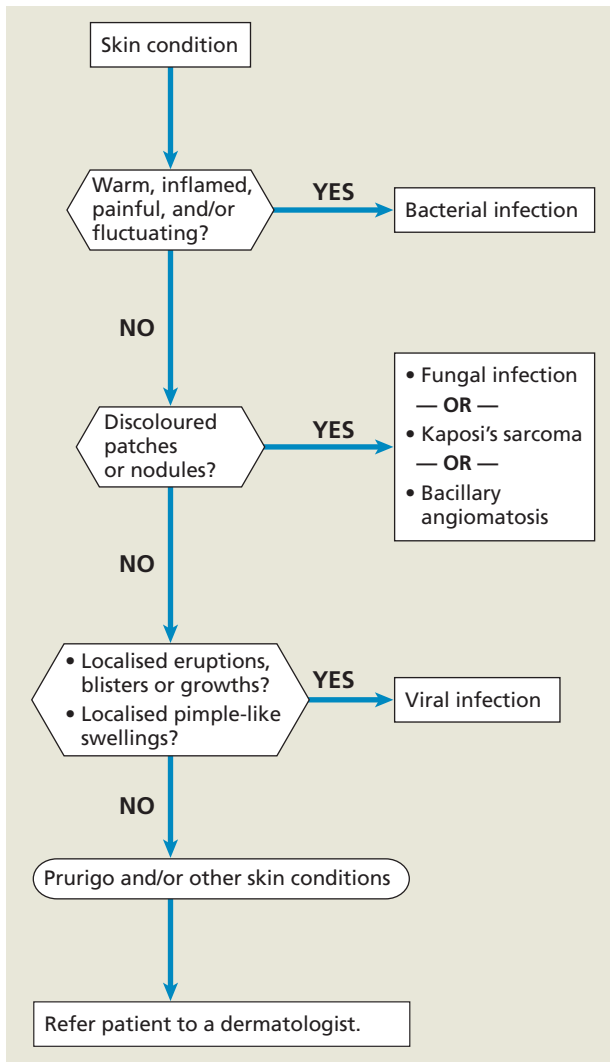 Skin condition
Warm, inflamed,
painful, and/or
fluctuating?
YES
Bacterial infection
NO
Discoloured
patches
or nodules?
YES
• Fungal infection
— OR —
• Kaposi's sarcoma
— OR —
• Bacillary
angiomatosis
NO
• Localised eruptions,
blisters or growths?
• Localised pimple-like
swellings?
YES
Viral infection
NO
Prurigo and/or other skin conditions
Refer patient to a dermatologist.